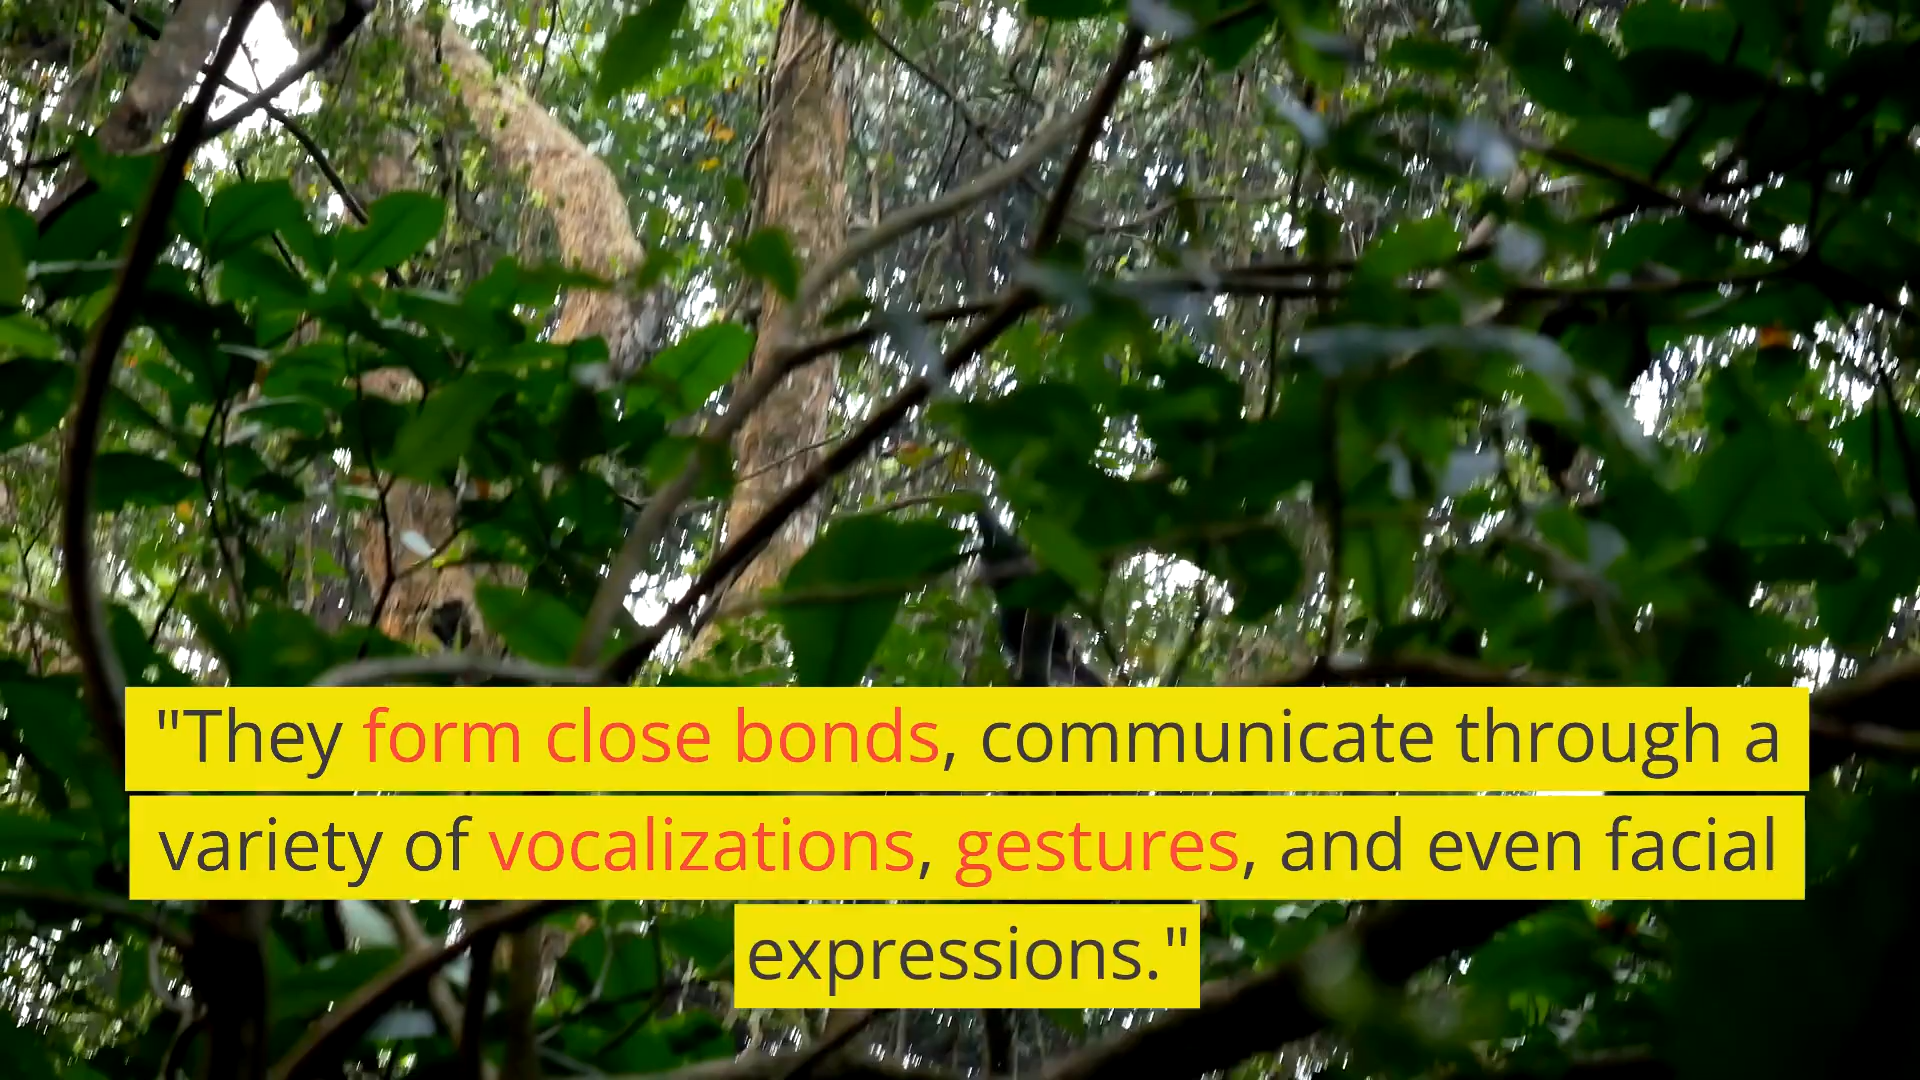 "They form close bonds, communicate through a
variety of vocalizations, gestures, and even facial
expressions."